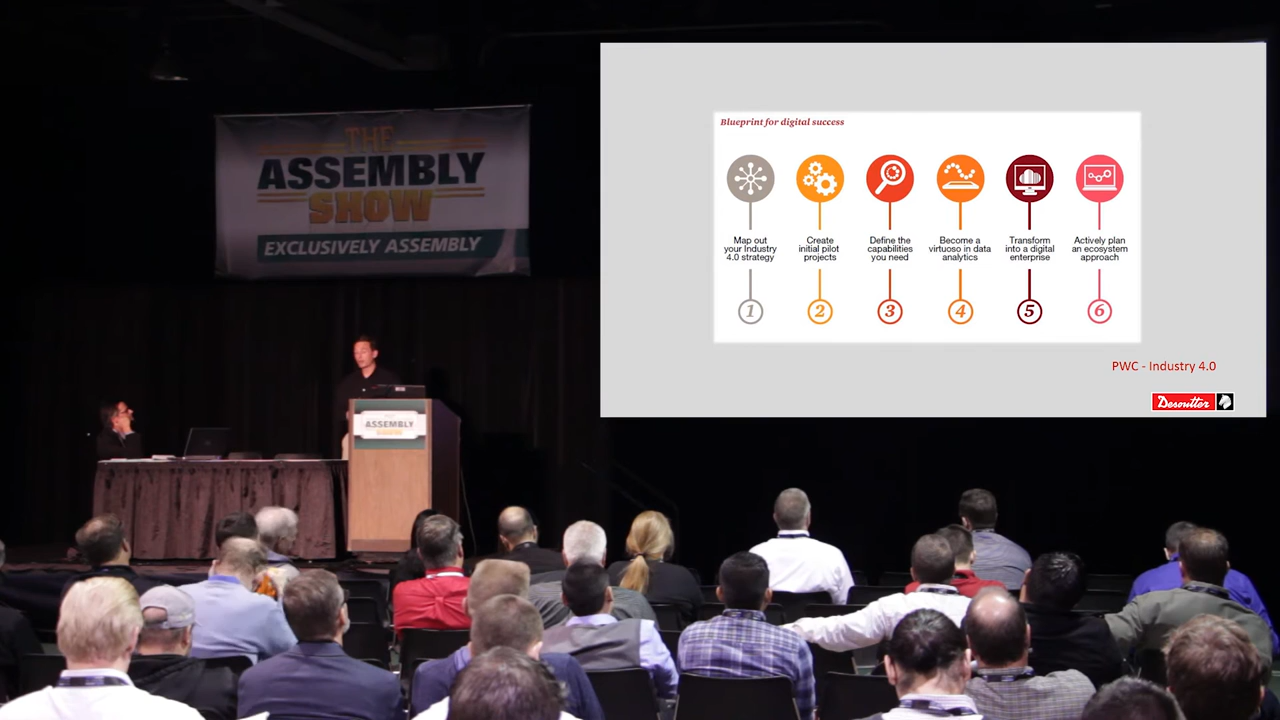 THE
ASSEMBLY
SHOW
EXCLUSIVELY ASSEMBLY
ASSEMBLY
Blueprint for digital success
Map out
your Industry
4.0 strategy
1
Create
initial pilot
projects
2
Define the
capabilities
you need
3
Become a
virtuoso in data
analytics
4
Transform
into a digital
enterprise
5
Actively plan
an ecosystem
approach
6
PWC - Industry 4.0
Desoutter